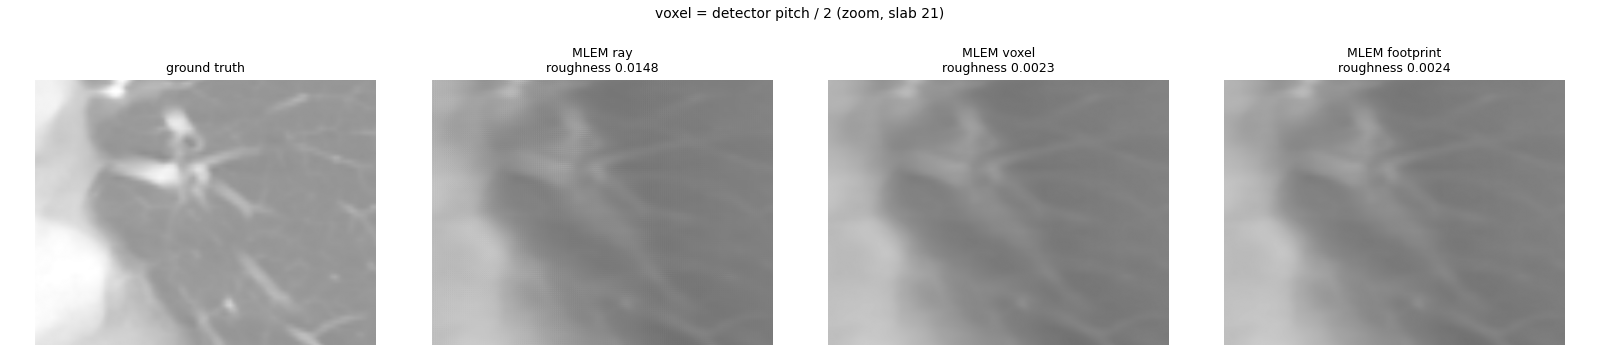 voxel = detector pitch / 2 (zoom, slab 21)
ground truth
MLEM ray
roughness 0.0148
MLEM voxel
roughness 0.0023
MLEM footprint
roughness 0.0024